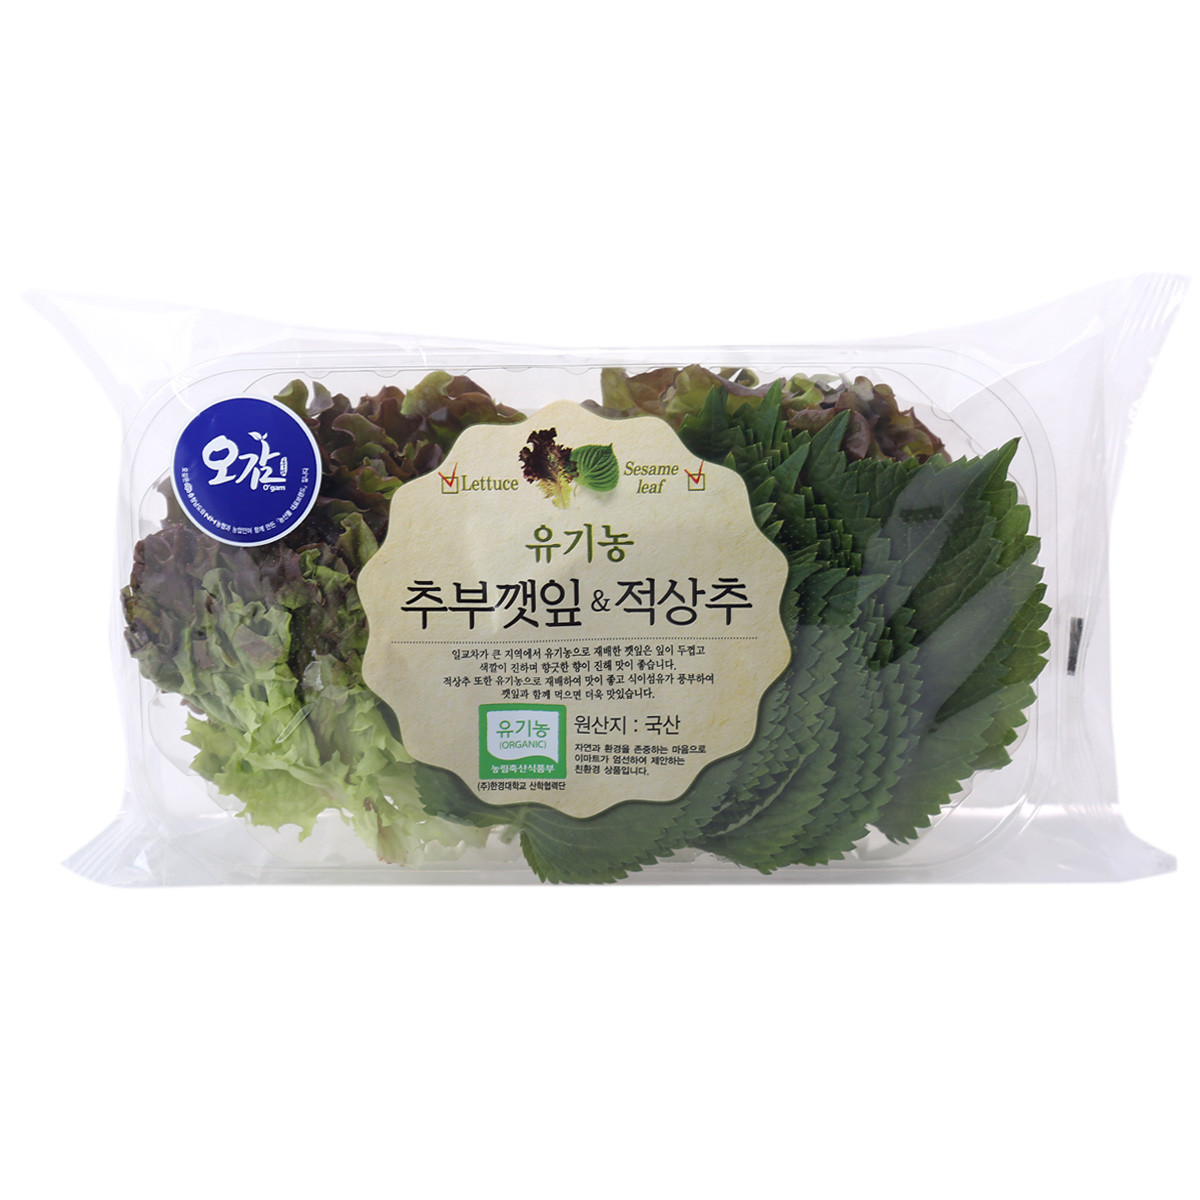 오감
O'gam
Lettuce
Sesame
leaf
유기농
추부깻잎&적상추
일교차가 큰 지역에서 유기농으로 재배한 깻잎은 잎이 두껍고
색깔이 진하며 향긋한 향이 진해 맛이 좋습니다.
적상추 또한 유기농으로 재배하여 맛이 좋고 식이섬유가 풍부하여
깻잎과 함께 먹으면 더욱 맛있습니다.
유기농
(ORGANIC)
농림축산식품부
(주)한경대학교 산학협력단
원산지 : 국산
자연과 환경을 존중하는 마음으로
이마트가 엄선하여 제안하는
친환경 상품입니다.